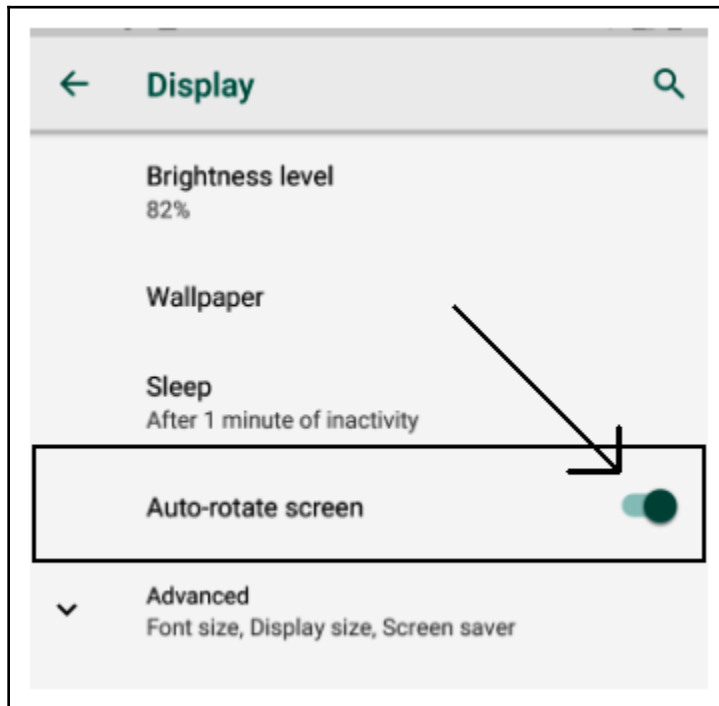 Display
Brightness level
82%
Wallpaper
Sleep
After 1 minute of inactivity
Auto-rotate screen
Advanced
Font size, Display size, Screen saver